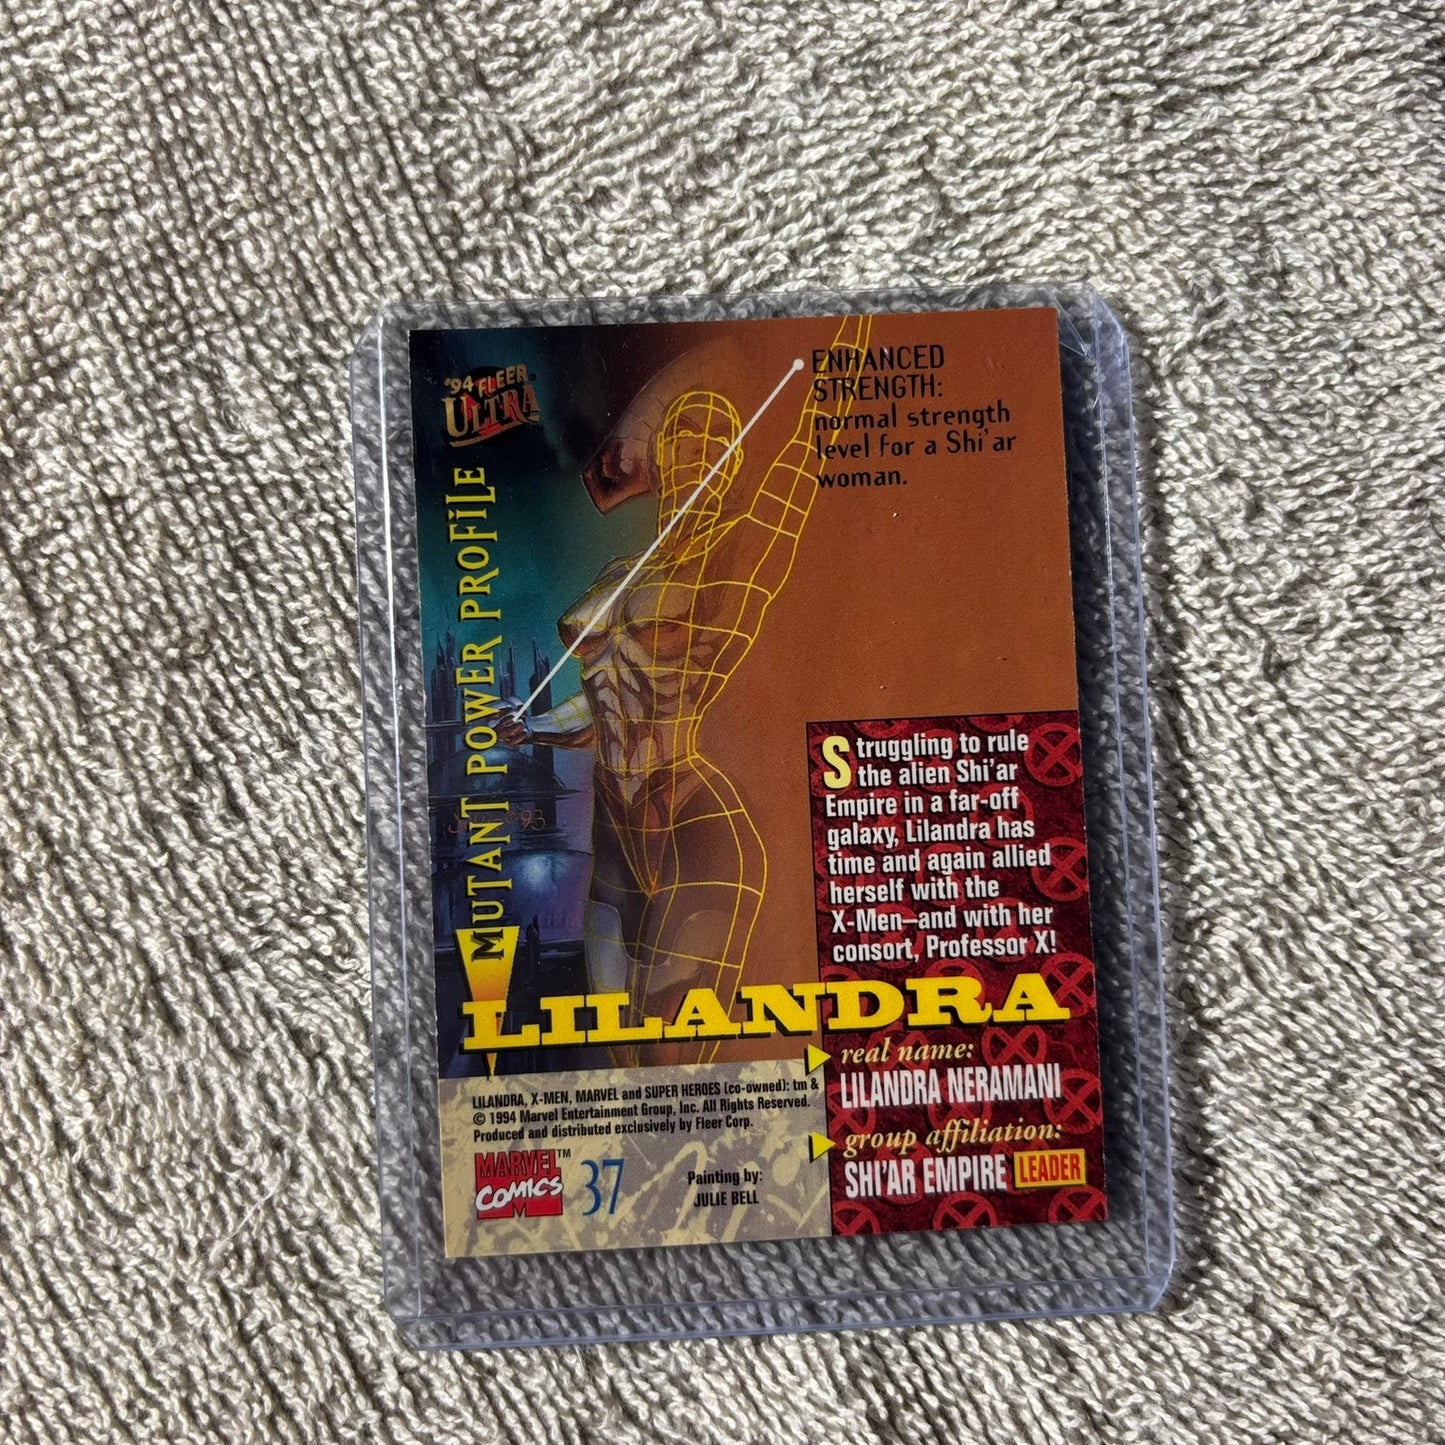 '94 FLEER
ULTRA
MUTANT POWER PROFiLE
ENHANCED
STRENGTH:
normal strength
level for a Shi'ar
woman.
Struggling to rule
the alien Shi'ar
Empire in a far-off
galaxy, Lilandra has
time and again allied
herself with the
X-Men–and with her
consort, Professor X!
LILANDRA
real name:
LILANDRA NERAMANI
group affiliation:
SHI'AR EMPIRE LEADER
LILANDRA, X-MEN, MARVEL and SUPER HEROES (co-owned): tm &
© 1994 Marvel Entertainment Group, Inc. All Rights Reserved.
Produced and distributed exclusively by Fleer Corp.
MARVEL™
COMICS
37
Painting by:
JULIE BELL